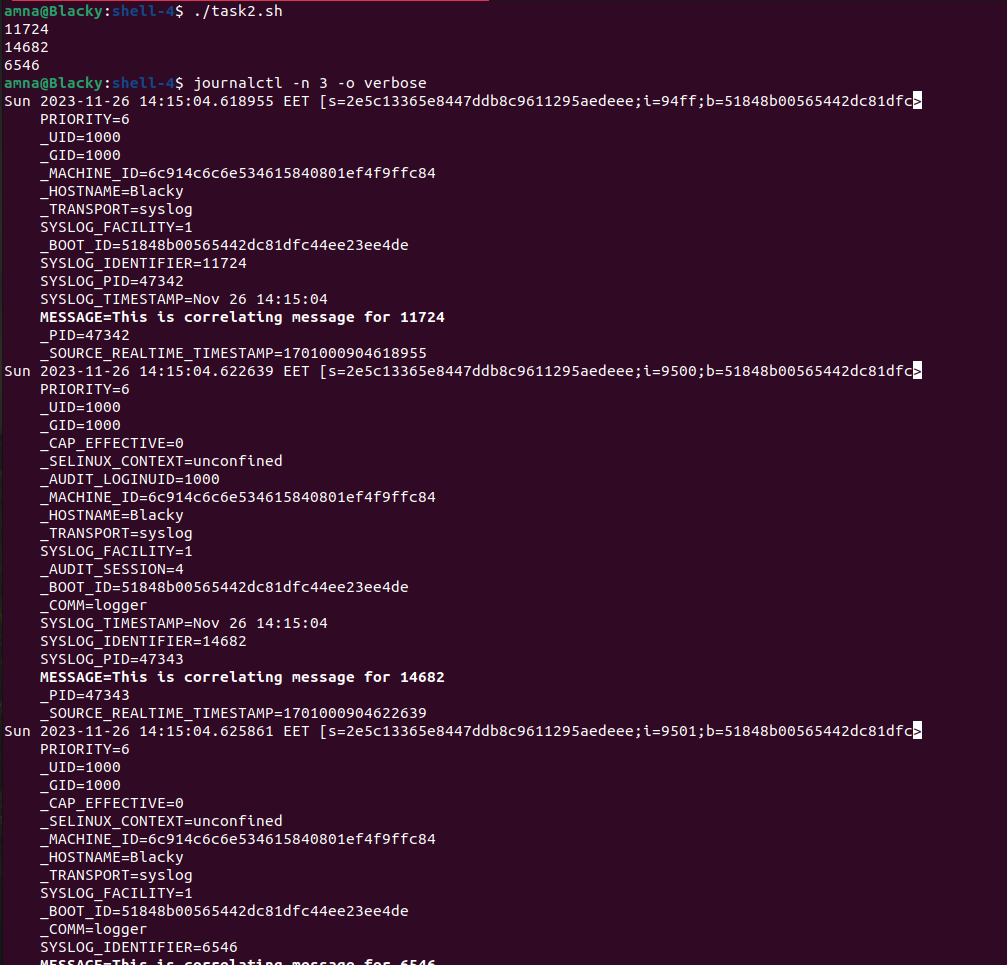 amna@Blacky:shell-4$ ./task2.sh
11724
14682
6546
amna@Blacky:shell-4$ journalctl -n 3 -o verbose
Sun 2023-11-26 14:15:04.618955 EET [s=2e5c13365e8447ddb8c9611295aedeee;i=94ff;b=51848b00565442dc81dfc>
    PRIORITY=6
    _UID=1000
    _GID=1000
    _MACHINE_ID=6c914c6c6e534615840801ef4f9ffc84
    _HOSTNAME=Blacky
    _TRANSPORT=syslog
    SYSLOG_FACILITY=1
    _BOOT_ID=51848b00565442dc81dfc44ee23ee4de
    SYSLOG_IDENTIFIER=11724
    SYSLOG_PID=47342
    SYSLOG_TIMESTAMP=Nov 26 14:15:04
    MESSAGE=This is correlating message for 11724
    _PID=47342
    _SOURCE_REALTIME_TIMESTAMP=1701000904618955
Sun 2023-11-26 14:15:04.622639 EET [s=2e5c13365e8447ddb8c9611295aedeee;i=9500;b=51848b00565442dc81dfc>
    PRIORITY=6
    _UID=1000
    _GID=1000
    _CAP_EFFECTIVE=0
    _SELINUX_CONTEXT=unconfined
    _AUDIT_LOGINUID=1000
    _MACHINE_ID=6c914c6c6e534615840801ef4f9ffc84
    _HOSTNAME=Blacky
    _TRANSPORT=syslog
    SYSLOG_FACILITY=1
    _AUDIT_SESSION=4
    _BOOT_ID=51848b00565442dc81dfc44ee23ee4de
    _COMM=logger
    SYSLOG_TIMESTAMP=Nov 26 14:15:04
    SYSLOG_IDENTIFIER=14682
    SYSLOG_PID=47343
    MESSAGE=This is correlating message for 14682
    _PID=47343
    _SOURCE_REALTIME_TIMESTAMP=1701000904622639
Sun 2023-11-26 14:15:04.625861 EET [s=2e5c13365e8447ddb8c9611295aedeee;i=9501;b=51848b00565442dc81dfc>
    PRIORITY=6
    _UID=1000
    _GID=1000
    _CAP_EFFECTIVE=0
    _SELINUX_CONTEXT=unconfined
    _MACHINE_ID=6c914c6c6e534615840801ef4f9ffc84
    _HOSTNAME=Blacky
    _TRANSPORT=syslog
    SYSLOG_FACILITY=1
    _BOOT_ID=51848b00565442dc81dfc44ee23ee4de
    _COMM=logger
    SYSLOG_IDENTIFIER=6546
    MESSAGE=This is correlating message for 6546